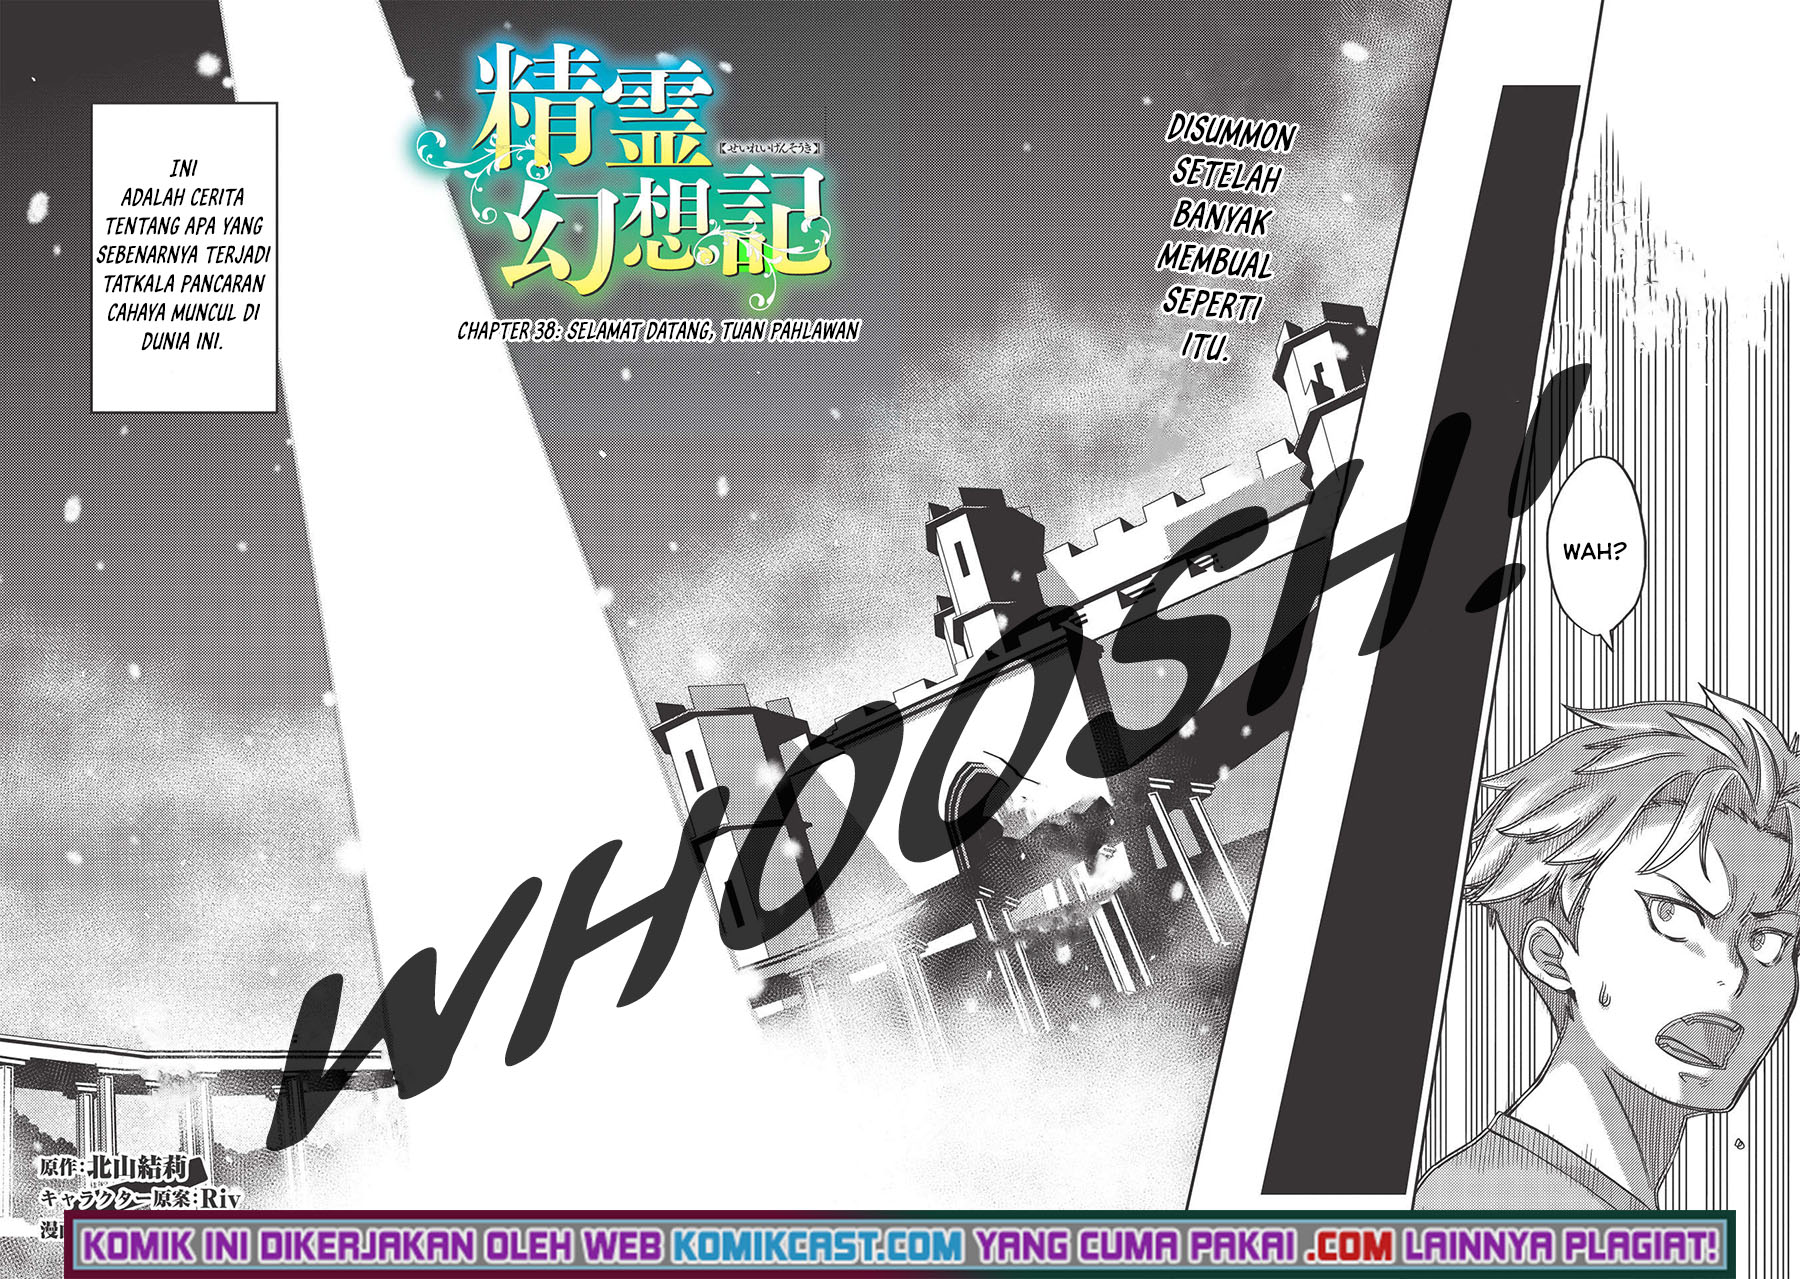 WAH?
DISUMMON
SETELAH
BANYAK
MEMBUAL
SEPERTI
ITU.
WHOOOSH!
精霊
【せいれいげんそうき】
幻想記
CHAPTER 38: SELAMAT DATANG, TUAN PAHLAWAN
INI
ADALAH CERITA
TENTANG APA YANG
SEBENARNYA TERJADI
TATKALA PANCARAN
CAHAYA MUNCUL DI
DUNIA INI.
原作:北山結莉
キャラクター原案:Riv
KOMIK INI DIKERJAKAN OLEH WEB KOMIKCAST.COM YANG CUMA PAKAI .COM LAINNYA PLAGIAT!